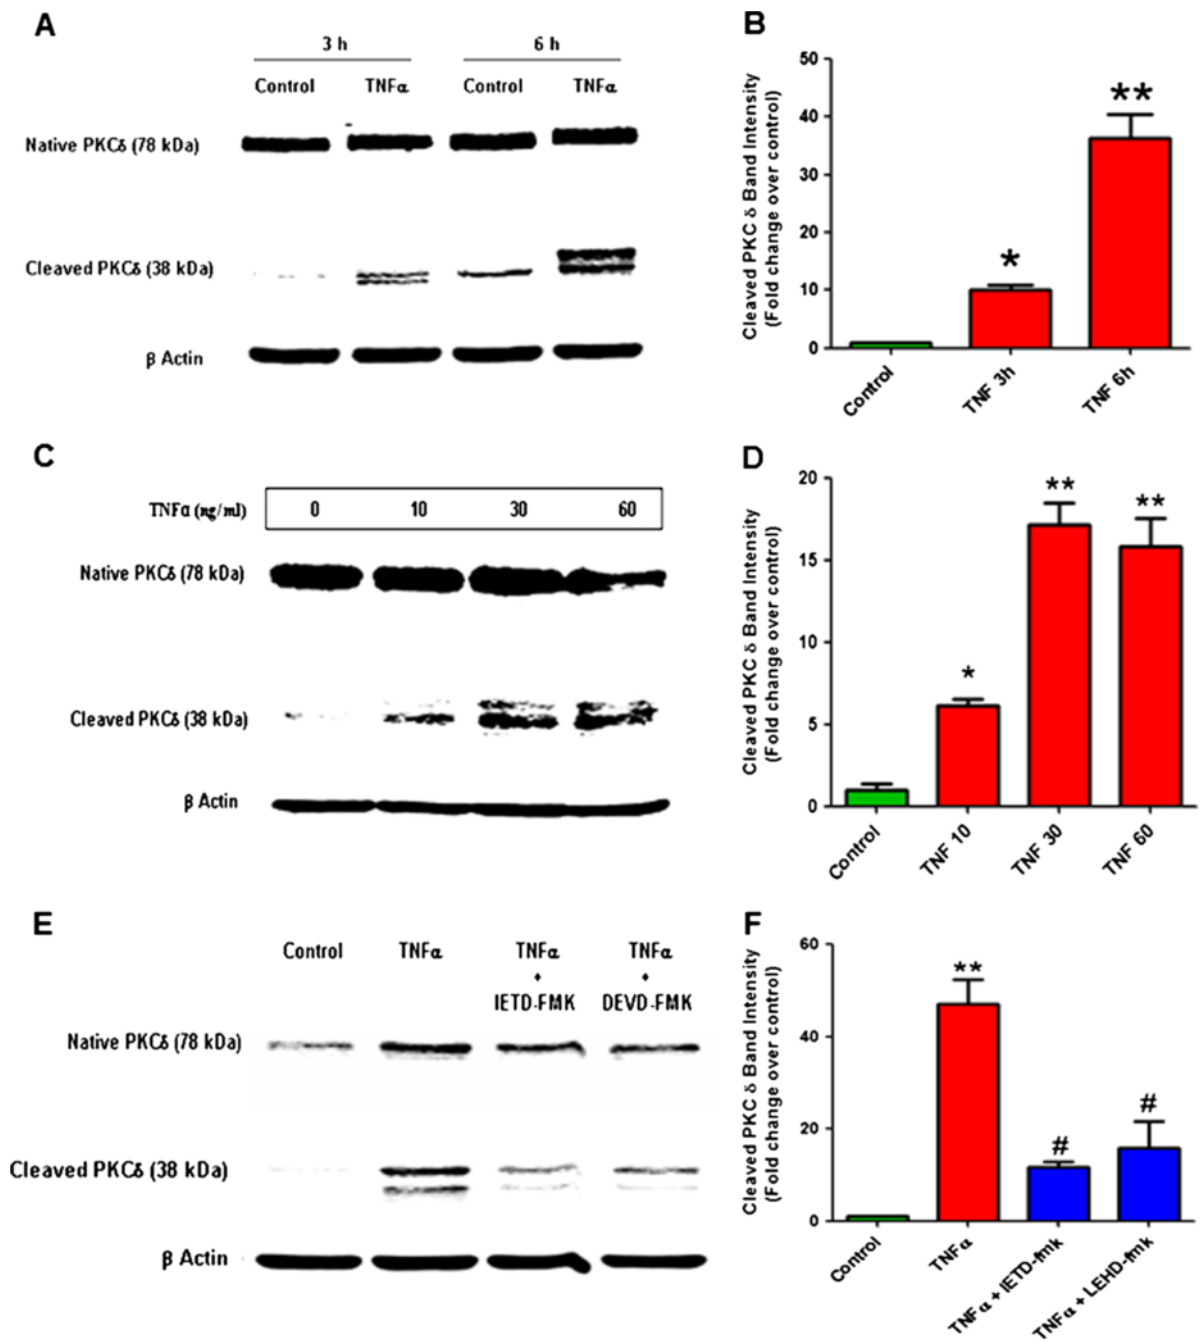 A
3 h 6 h
Control TNFα Control TNFα
Native PKCδ (78 kDa)
Cleaved PKCδ (38 kDa)
β Actin
B
Cleaved PKC δ Band Intensity
(Fold change over control)
50
40
30
20
10
0
*
**
Control TNF 3h TNF 6h
C
TNFα (ng/ml) 0 10 30 60
Native PKCδ (78 kDa)
Cleaved PKCδ (38 kDa)
β Actin
D
Cleaved PKC δ Band Intensity
(Fold change over control)
20
15
10
5
0
*
**
**
Control TNF 10 TNF 30 TNF 60
E
Control TNFα TNFα TNFα
+ +
IETD-FMK DEVD-FMK
Native PKCδ (78 kDa)
Cleaved PKCδ (38 kDa)
β Actin
F
Cleaved PKC δ Band Intensity
(Fold change over control)
60
40
20
0
**
#
#
Control TNFα TNFα + IETD-fmk TNFα + LEHD-fmk